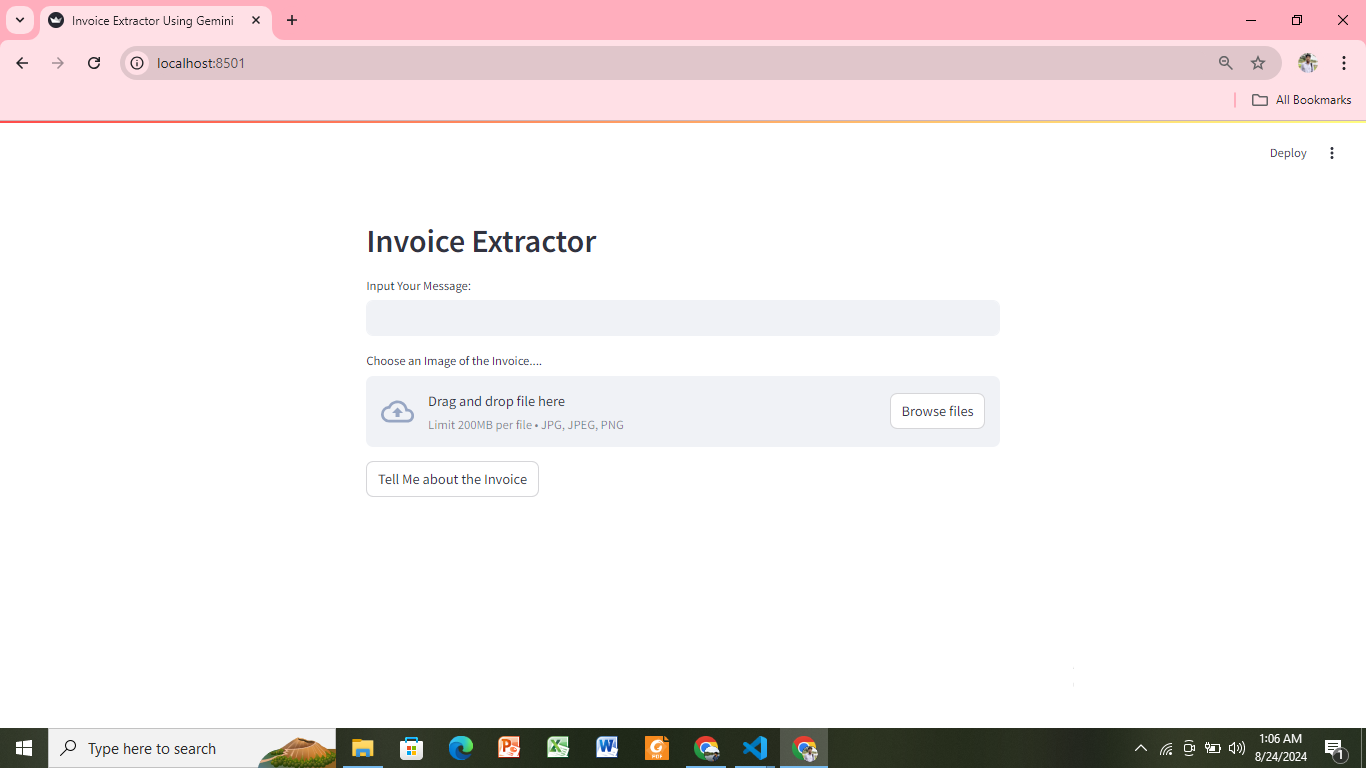 Invoice Extractor Using Gemini
localhost:8501
All Bookmarks
Deploy
Invoice Extractor
Input Your Message:
Choose an Image of the Invoice....
Drag and drop file here
Limit 200MB per file • JPG, JPEG, PNG
Browse files
Tell Me about the Invoice
Type here to search
PDF
1:06 AM
8/24/2024
1